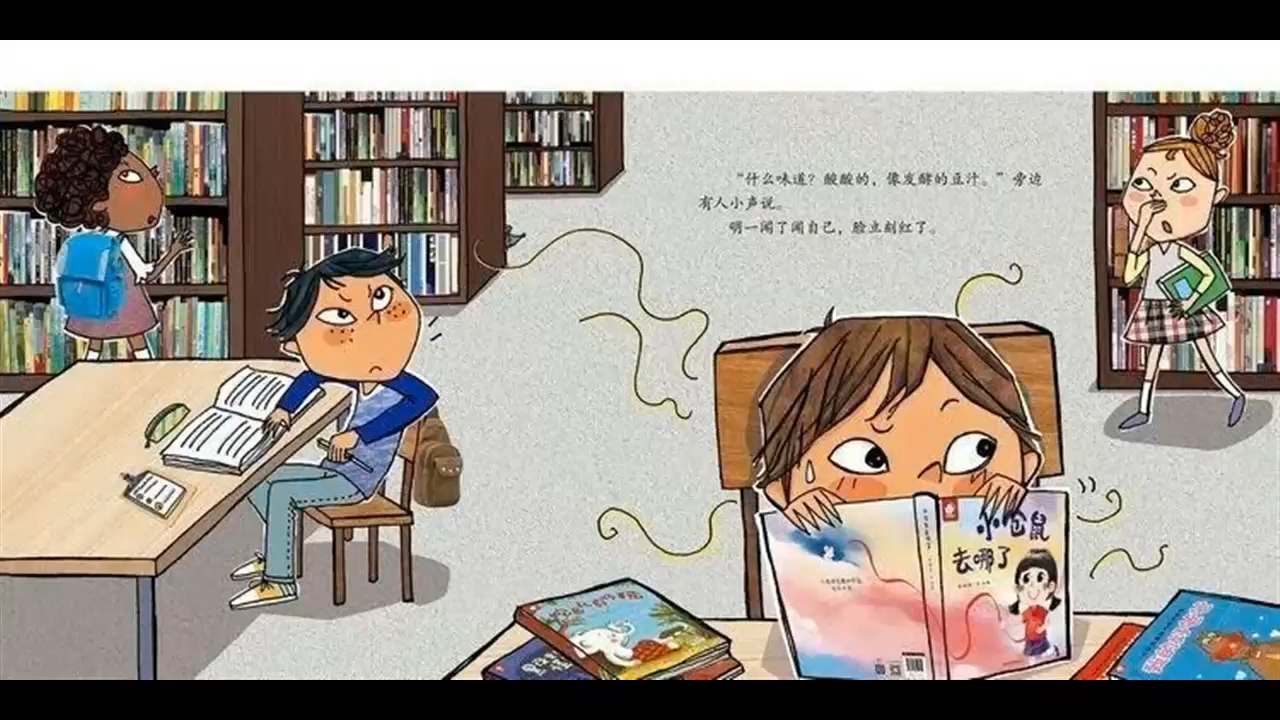 “什么味道？酸酸的，像发酵的豆汁。”旁边
有人小声说。
明一闻了闻自己，脸立刻红了。
小仓鼠
去哪了